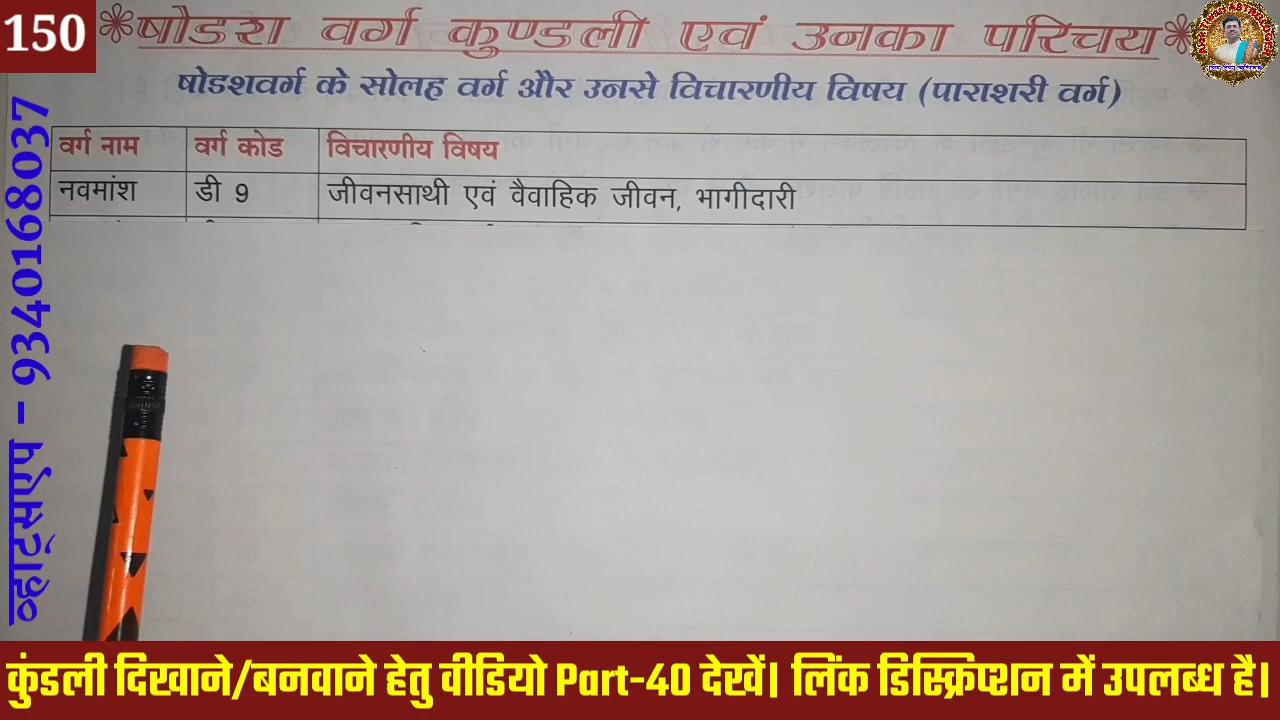 150
❋षोडश वर्ग कुण्डली एवं उनका परिचय❋
षोडशवर्ग के सोलह वर्ग और उनसे विचारणीय विषय (पाराशरी वर्ग)
वर्ग नाम वर्ग कोड विचारणीय विषय
नवमांश डी 9 जीवनसाथी एवं वैवाहिक जीवन, भागीदारी
व्हाट्सएप - 9340168037
कुंडली दिखाने/बनवाने हेतु वीडियो Part-40 देखें। लिंक डिस्क्रिप्शन में उपलब्ध है।